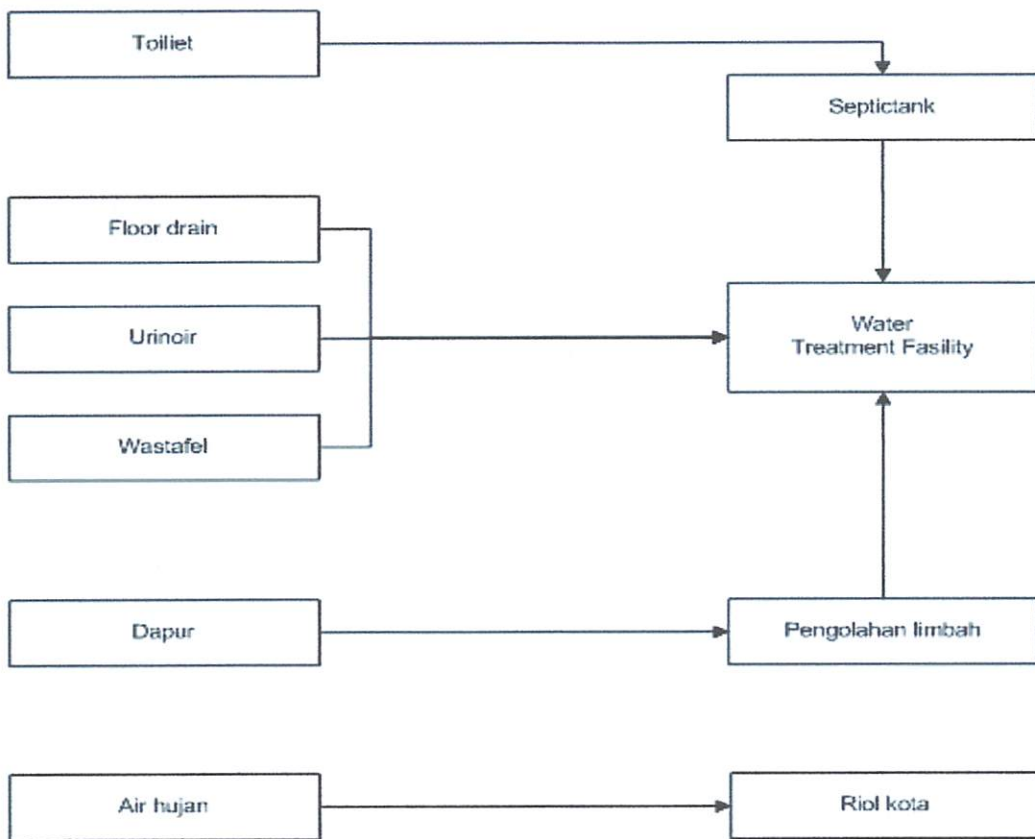 Toiliet
Septictank
Floor drain
Urinoir
Water
Treatment Fasility
Wastafel
Dapur
Pengolahan limbah
Air hujan
Riol kota